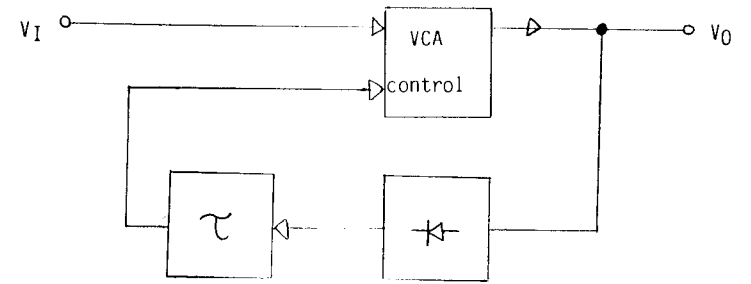 V_I
VCA
control
V_O
τ